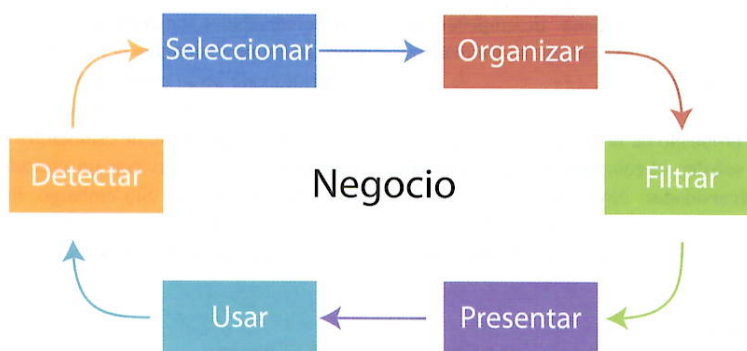 Seleccionar
Organizar
Detectar
Negocio
Filtrar
Usar
Presentar